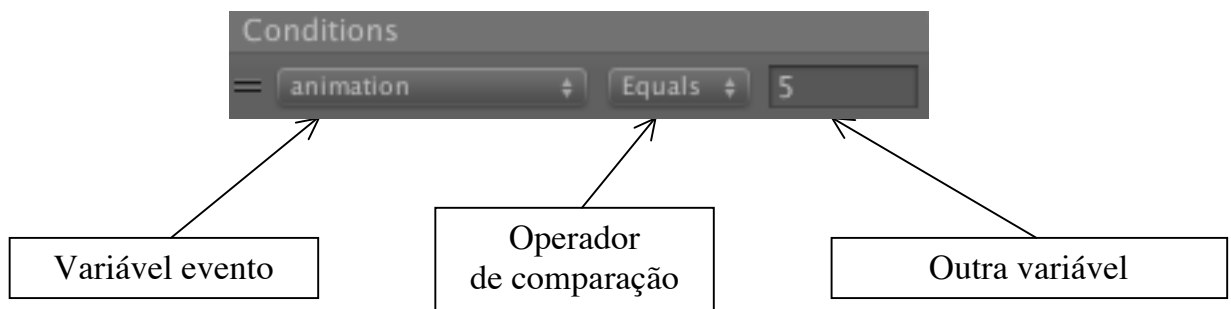 Conditions
animation Equals 5
Variável evento
Operador
de comparação
Outra variável